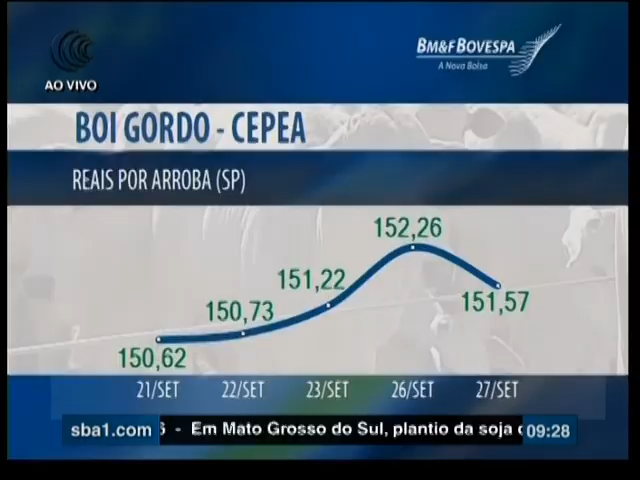 AO VIVO
BM&FBOVESPA
A Nova Bolsa
BOI GORDO - CEPEA
REAIS POR ARROBA (SP)
152,26
151,22
150,73
151,57
150,62
21/SET 22/SET 23/SET 26/SET 27/SET
sba1.com - Em Mato Grosso do Sul, plantio da soja 09:28